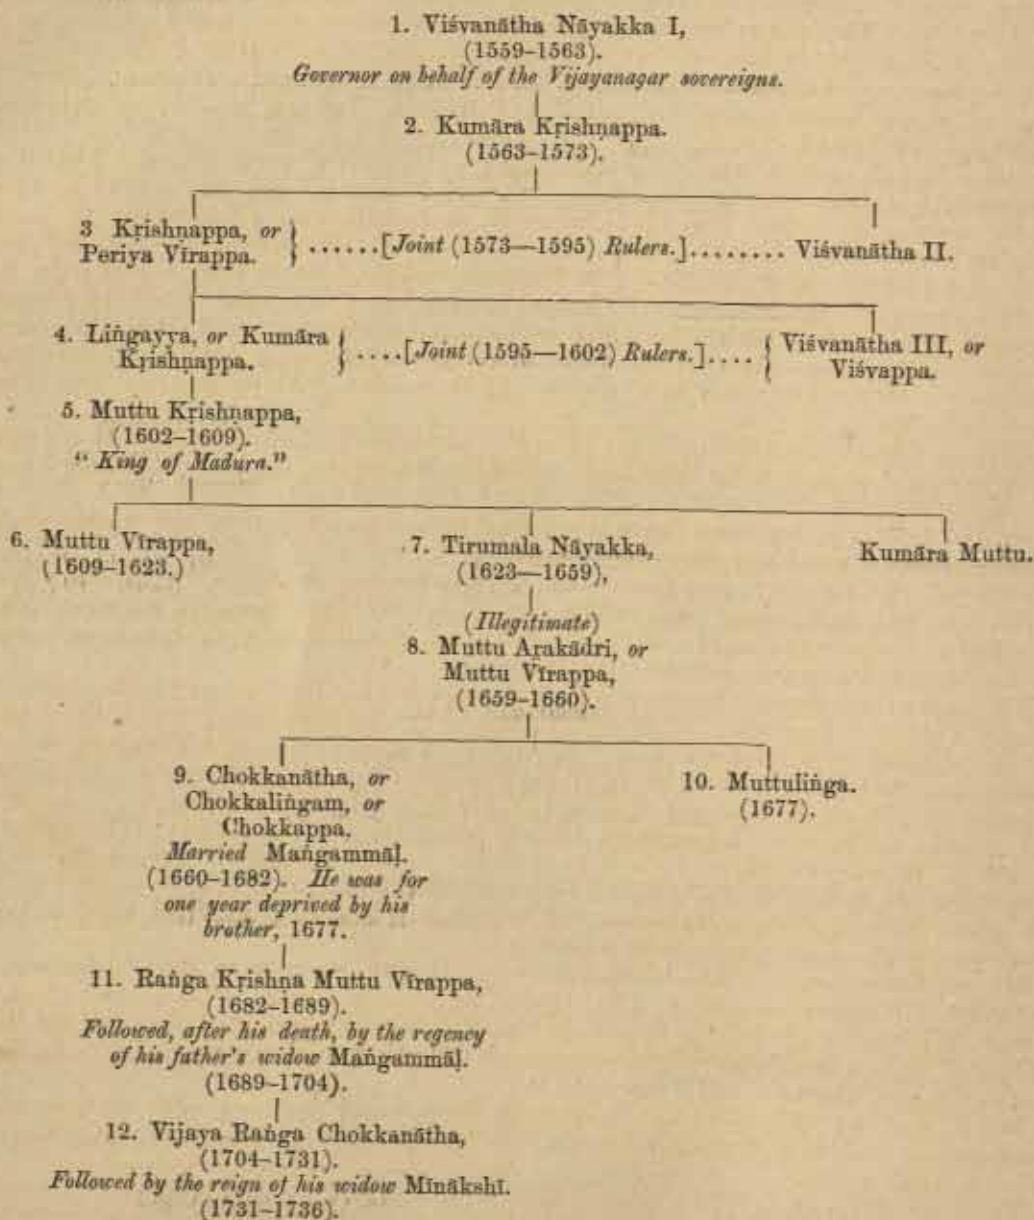 1. Viśvanātha Nāyakka I,
(1559–1563).
Governor on behalf of the Vijayanagar sovereigns.
2. Kumāra Kṛishṇappa.
(1563–1573).
3 Kṛishṇappa, or
Periya Vīrappa.
} ......[Joint (1573—1595) Rulers.]........ Viśvanātha II.
4. Liṅgayya, or Kumāra
Kṛishṇappa.
{ ....[Joint (1595—1602) Rulers.]....
{ Viśvanātha III, or
Viśvappa.
5. Muttu Kṛishṇappa,
(1602–1609).
"King of Madura."
6. Muttu Vīrappa,
(1609–1623.)
7. Tirumala Nāyakka,
(1623—1659),
Kumāra Muttu.
(Illegitimate)
8. Muttu Aṛakādri, or
Muttu Vīrappa,
(1659–1660).
9. Chokkanātha, or
Chokkaliṅgam, or
Chokkappa.
Married Maṅgammāḷ.
(1660–1682). He was for
one year deprived by his
brother, 1677.
10. Muttuliṅga.
(1677).
11. Raṅga Kṛishṇa Muttu Vīrappa,
(1682–1689).
Followed, after his death, by the regency
of his father's widow Maṅgammāḷ.
(1689–1704).
12. Vijaya Raṅga Chokkanātha,
(1704–1731).
Followed by the reign of his widow Mīnākshī.
(1731–1736).